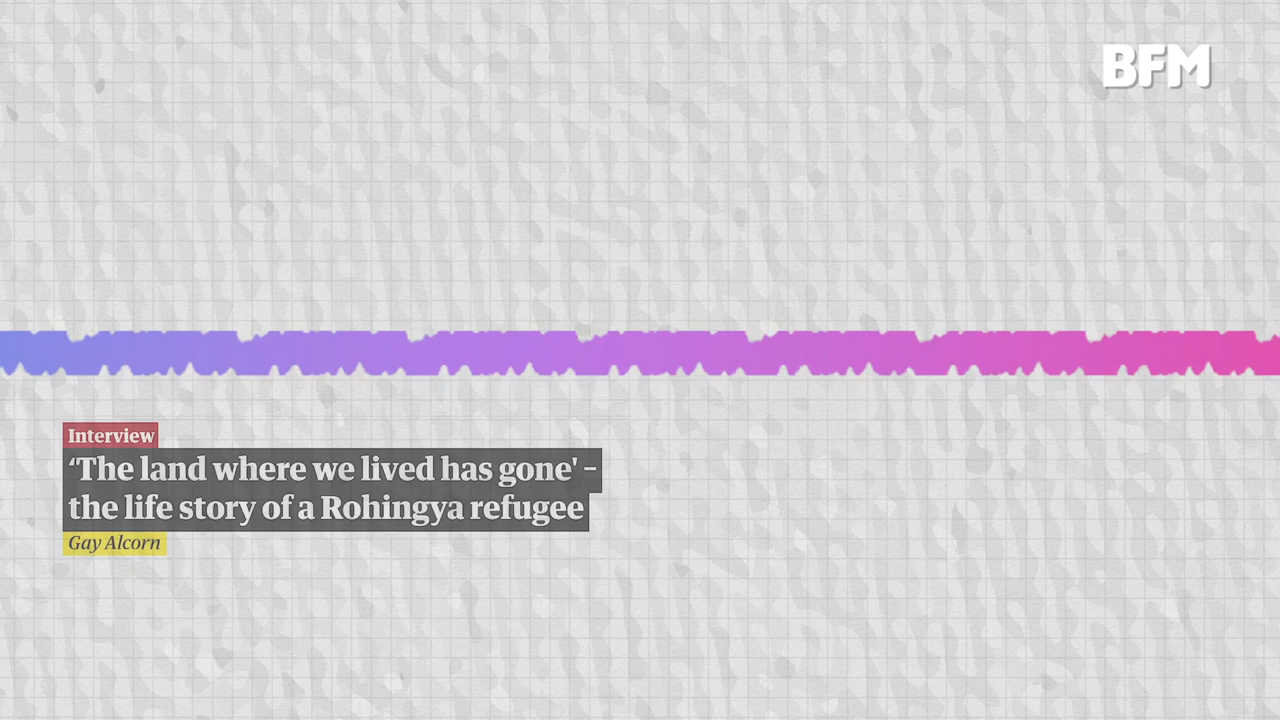 BFM
Interview
‘The land where we lived has gone' –
the life story of a Rohingya refugee
Gay Alcorn